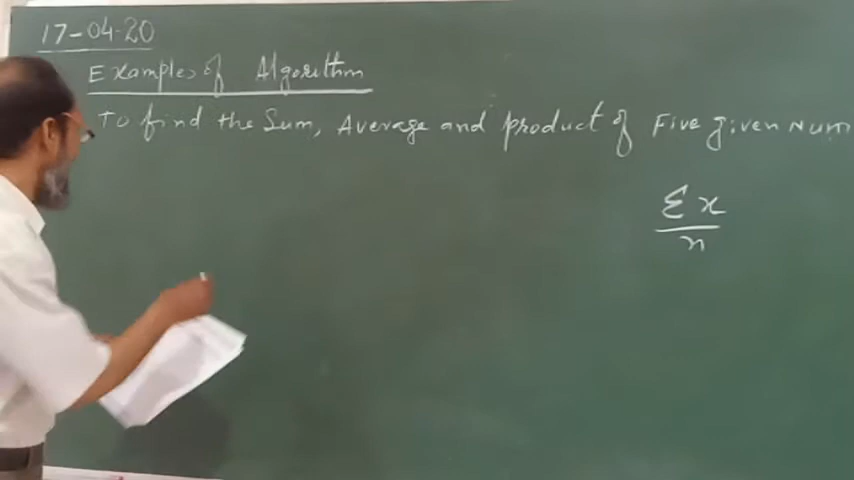 17-04-20
Examples of Algorithm
To find the Sum, Average and product of Five given Num
Σx
n